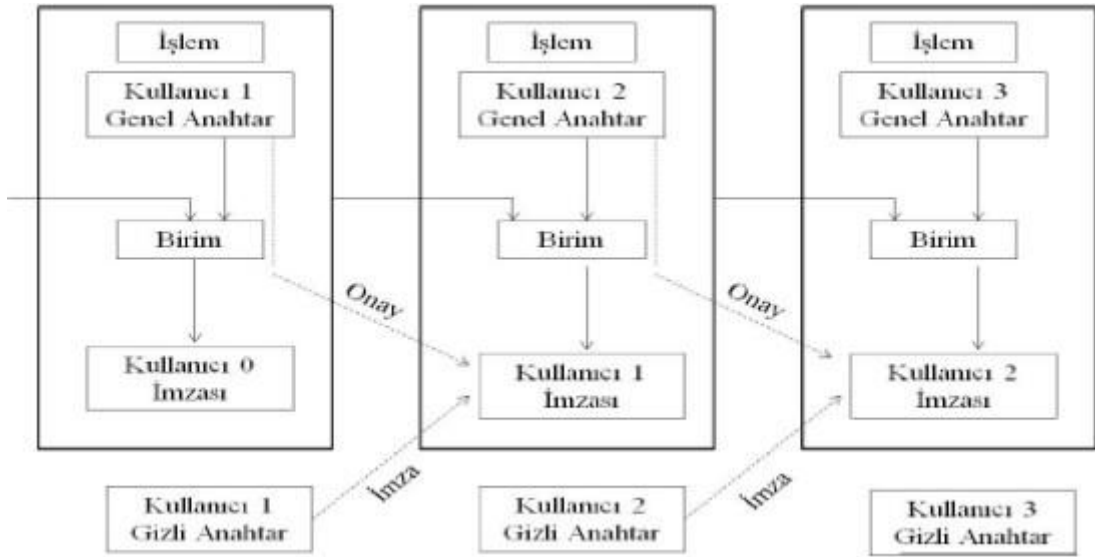 İşlem
Kullanıcı 1
Genel Anahtar
Birim
Kullanıcı 0
İmzası
Onay
İşlem
Kullanıcı 2
Genel Anahtar
Birim
Kullanıcı 1
İmzası
Onay
İşlem
Kullanıcı 3
Genel Anahtar
Birim
Kullanıcı 2
İmzası
Kullanıcı 1
Gizli Anahtar
İmza
Kullanıcı 2
Gizli Anahtar
İmza
Kullanıcı 3
Gizli Anahtar